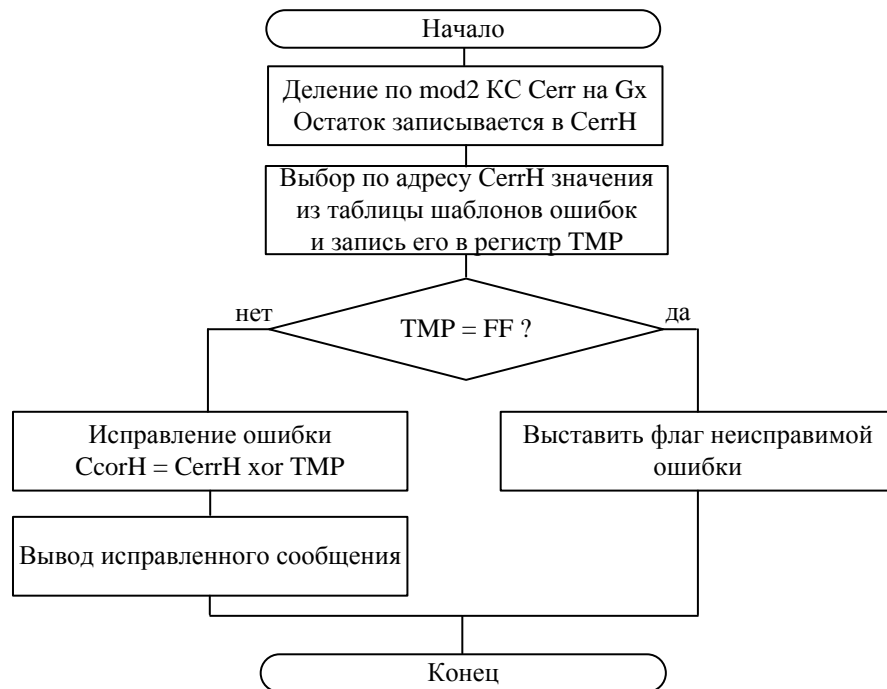 Начало
Деление по mod2 КС Cerr на Gx
Остаток записывается в CerrH
Выбор по адресу CerrH значения
из таблицы шаблонов ошибок
и запись его в регистр TMP
нет
TMP = FF ?
да
Исправление ошибки
CcorH = CerrH xor TMP
Выставить флаг неисправимой
ошибки
Вывод исправленного сообщения
Конец